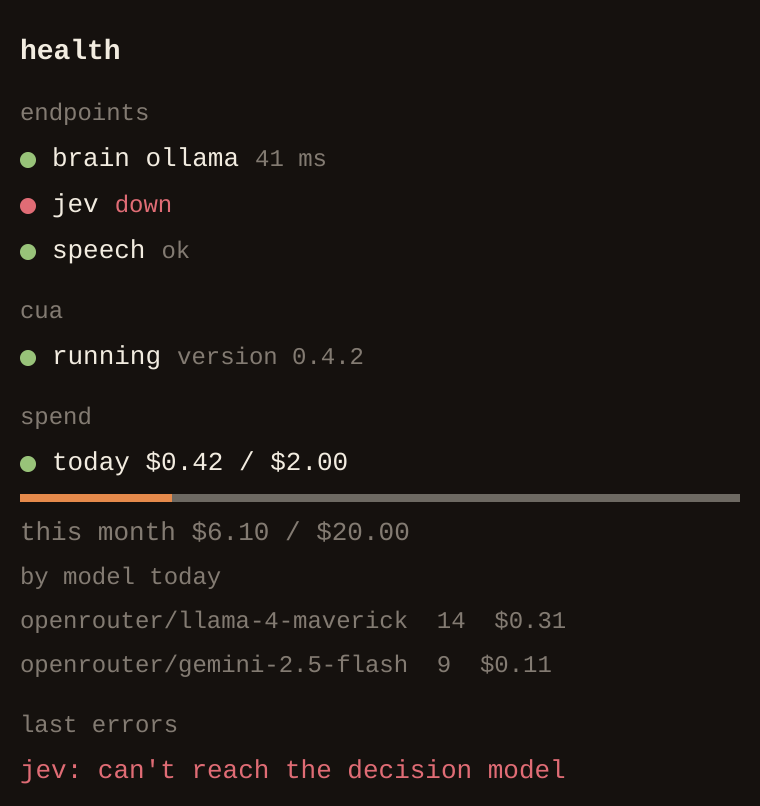 health
endpoints
brain ollama 41 ms
jev down
speech ok
cua
running version 0.4.2
spend
today $0.42 / $2.00
this month $6.10 / $20.00
by model today
openrouter/llama-4-maverick 14 $0.31
openrouter/gemini-2.5-flash 9 $0.11
last errors
jev: can't reach the decision model